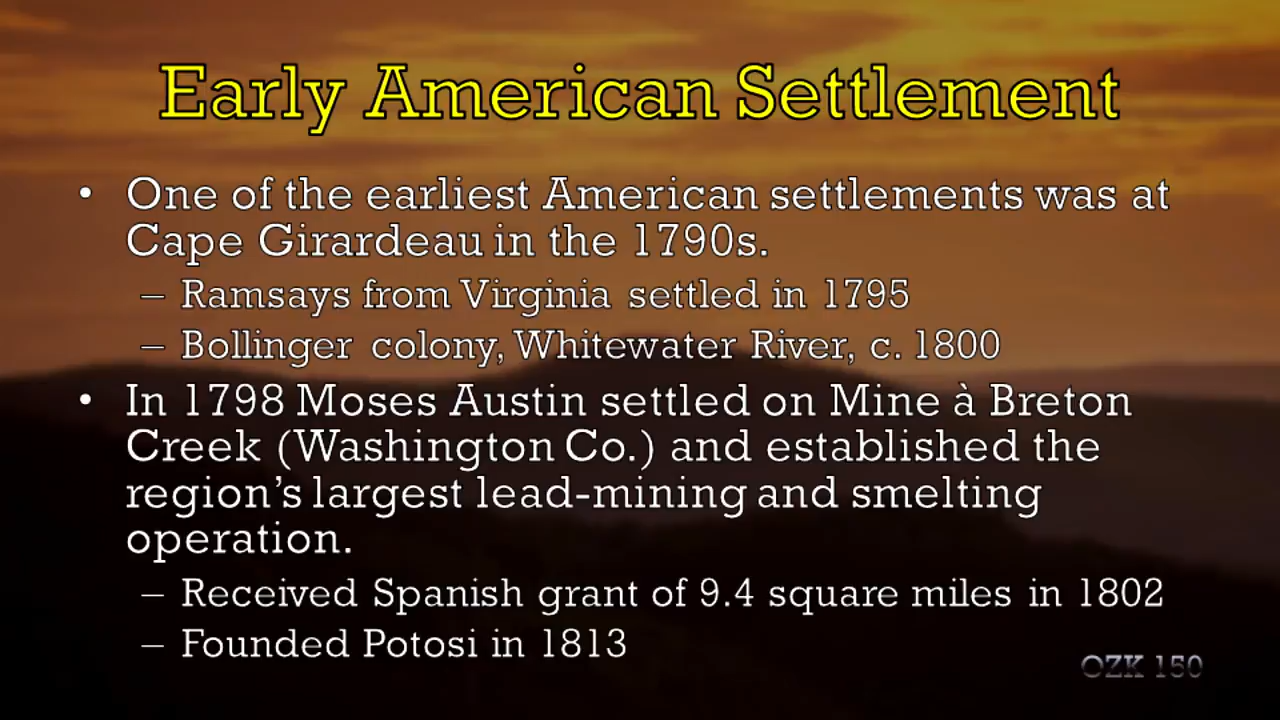 Early American Settlement
• One of the earliest American settlements was at
Cape Girardeau in the 1790s.
– Ramsays from Virginia settled in 1795
– Bollinger colony, Whitewater River, c. 1800
• In 1798 Moses Austin settled on Mine à Breton
Creek (Washington Co.) and established the
region’s largest lead-mining and smelting
operation.
– Received Spanish grant of 9.4 square miles in 1802
– Founded Potosi in 1813
OZK 150